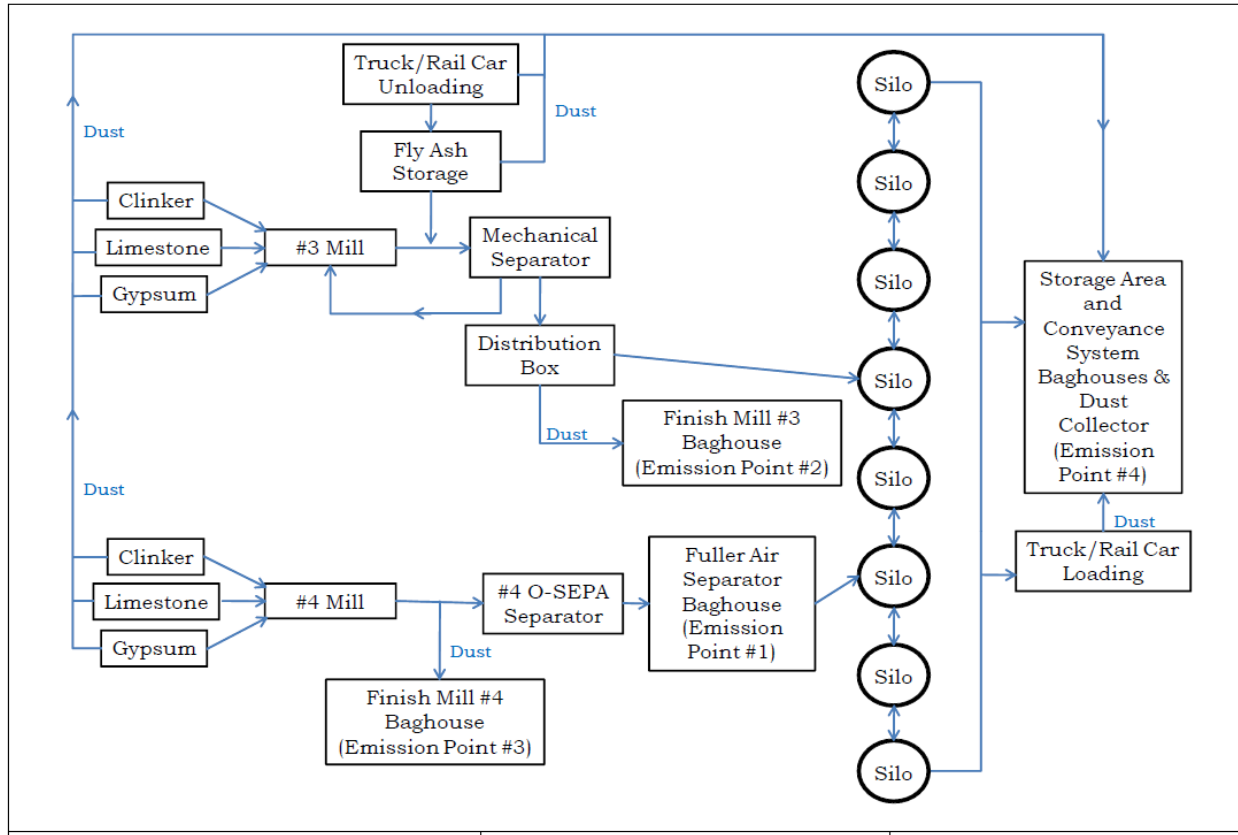 Truck/Rail Car
Unloading
Dust
Dust
Fly Ash
Storage
Clinker
Limestone
Gypsum
#3 Mill
Mechanical
Separator
Distribution
Box
Dust
Finish Mill #3
Baghouse
(Emission Point #2)
Dust
Clinker
Limestone
Gypsum
#4 Mill
#4 O-SEPA
Separator
Dust
Finish Mill #4
Baghouse
(Emission Point #3)
Fuller Air
Separator
Baghouse
(Emission
Point #1)
Silo
Silo
Silo
Silo
Silo
Silo
Silo
Silo
Storage Area
and
Conveyance
System
Baghouses &
Dust
Collector
(Emission
Point #4)
Dust
Truck/Rail Car
Loading